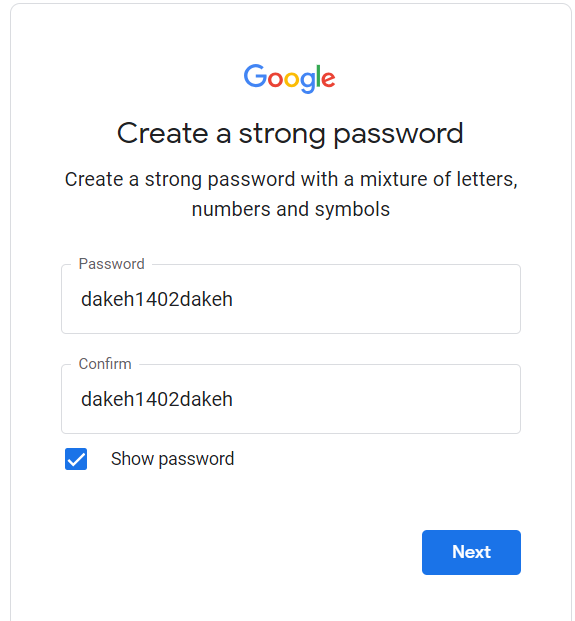 Google
Create a strong password
Create a strong password with a mixture of letters,
numbers and symbols
Password
dakeh1402dakeh
Confirm
dakeh1402dakeh
Show password
Next